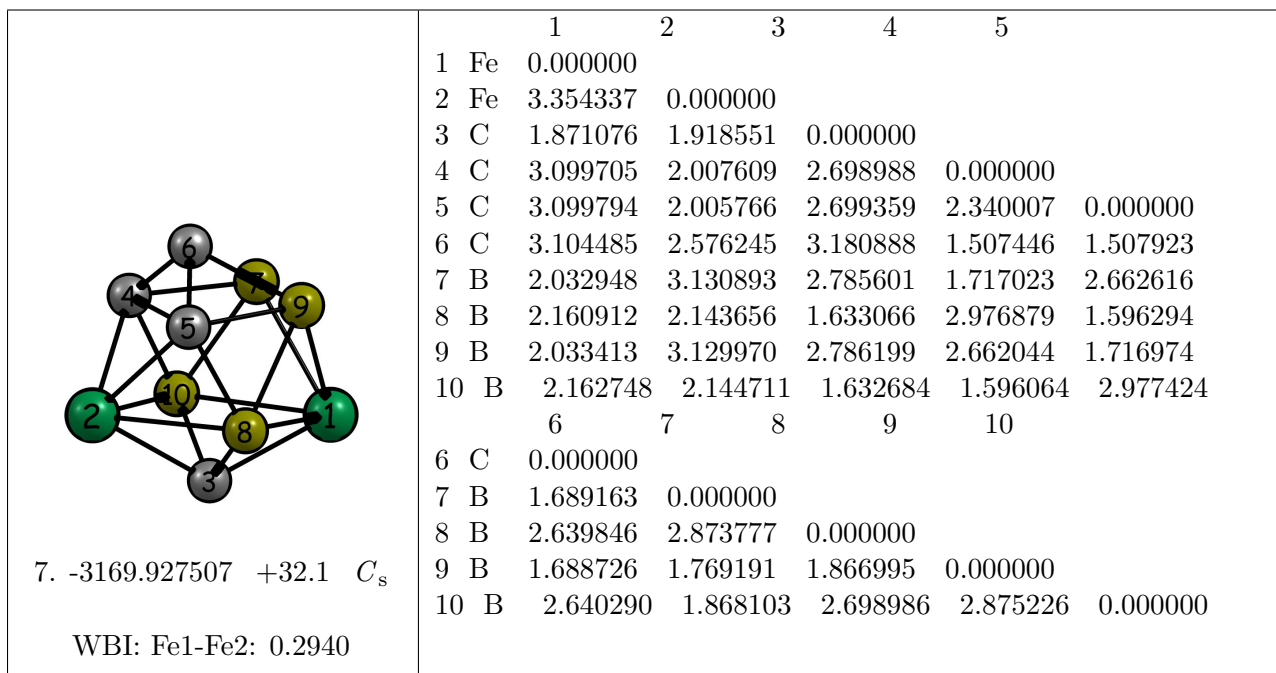 6
7
4
9
5
10
2
8
1
3
7. -3169.927507 +32.1 Cs
WBI: Fe1-Fe2: 0.2940
1 2 3 4 5
1 Fe 0.000000
2 Fe 3.354337 0.000000
3 C 1.871076 1.918551 0.000000
4 C 3.099705 2.007609 2.698988 0.000000
5 C 3.099794 2.005766 2.699359 2.340007 0.000000
6 C 3.104485 2.576245 3.180888 1.507446 1.507923
7 B 2.032948 3.130893 2.785601 1.717023 2.662616
8 B 2.160912 2.143656 1.633066 2.976879 1.596294
9 B 2.033413 3.129970 2.786199 2.662044 1.716974
10 B 2.162748 2.144711 1.632684 1.596064 2.977424
6 7 8 9 10
6 C 0.000000
7 B 1.689163 0.000000
8 B 2.639846 2.873777 0.000000
9 B 1.688726 1.769191 1.866995 0.000000
10 B 2.640290 1.868103 2.698986 2.875226 0.000000